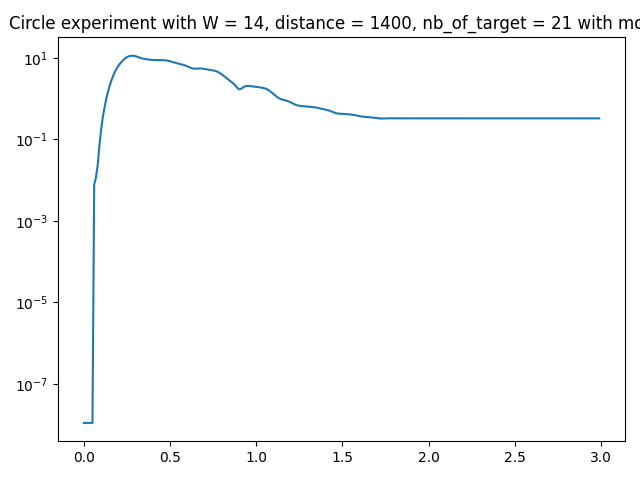 Circle experiment with W = 14, distance = 1400, nb_of_target = 21 with
10¹
10⁻¹
10⁻³
10⁻⁵
10⁻⁷
0.0 0.5 1.0 1.5 2.0 2.5 3.0